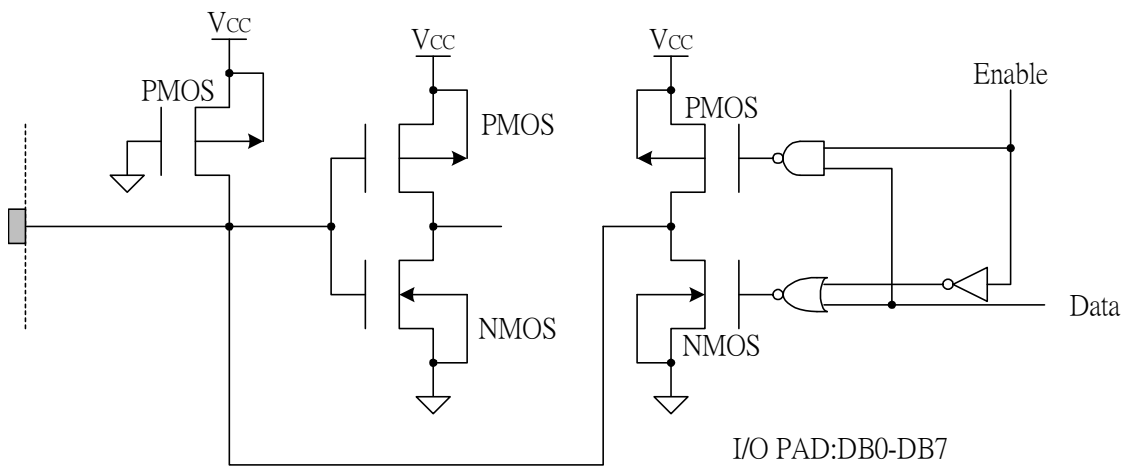 VCC
VCC
VCC
Enable
PMOS
PMOS
PMOS
Data
NMOS
NMOS
I/O PAD:DB0-DB7